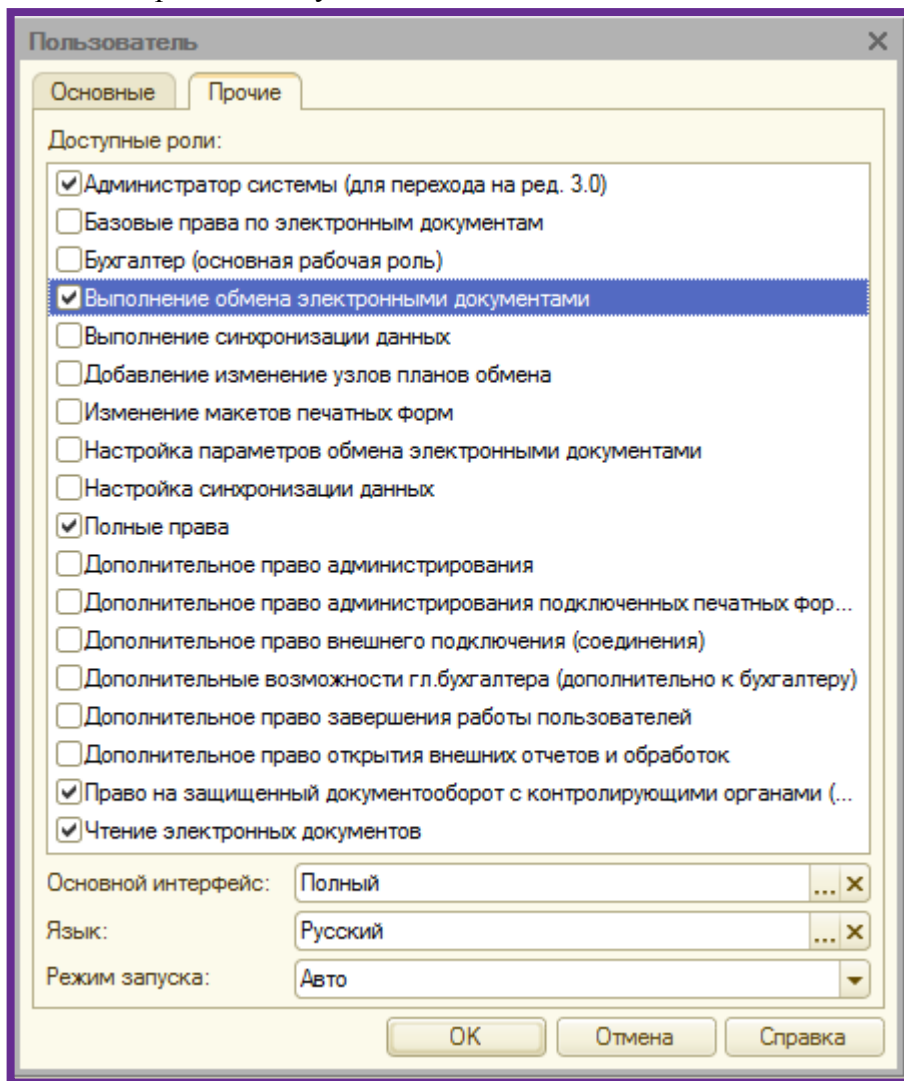 Пользователь
Основные Прочие
Доступные роли:
Администратор системы (для перехода на ред. 3.0)
Базовые права по электронным документам
Бухгалтер (основная рабочая роль)
Выполнение обмена электронными документами
Выполнение синхронизации данных
Добавление изменение узлов планов обмена
Изменение макетов печатных форм
Настройка параметров обмена электронными документами
Настройка синхронизации данных
Полные права
Дополнительное право администрирования
Дополнительное право администрирования подключенных печатных фор...
Дополнительное право внешнего подключения (соединения)
Дополнительные возможности гл.бухгалтера (дополнительно к бухгалтеру)
Дополнительное право завершения работы пользователей
Дополнительное право открытия внешних отчетов и обработок
Право на защищенный документооборот с контролирующими органами (...
Чтение электронных документов
Основной интерфейс: Полный ...
Язык: Русский ...
Режим запуска: Авто
OK Отмена Справка